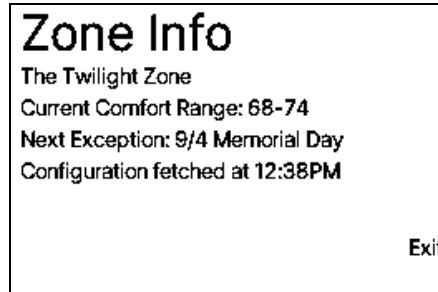 Zone Info
The Twilight Zone
Current Comfort Range: 68-74
Next Exception: 9/4 Memorial Day
Configuration fetched at 12:38PM
Exit